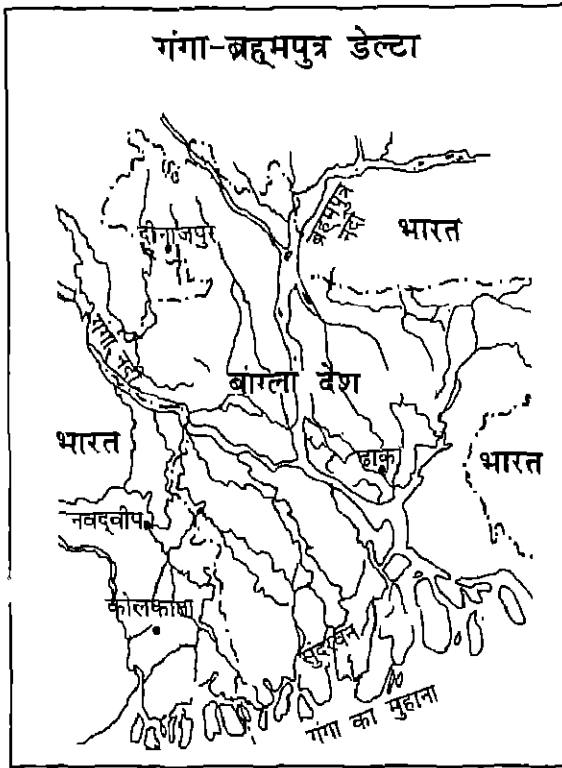 गंगा-ब्रह्मपुत्र डेल्टा
ब्रह्मपुत्र नदी
दीनाजपुर
भारत
गंगा नदी
बांग्ला देश
भारत
ढाका
भारत
नवद्वीप
कोलकाता
सुंदरवन
गंगा का मुहाना